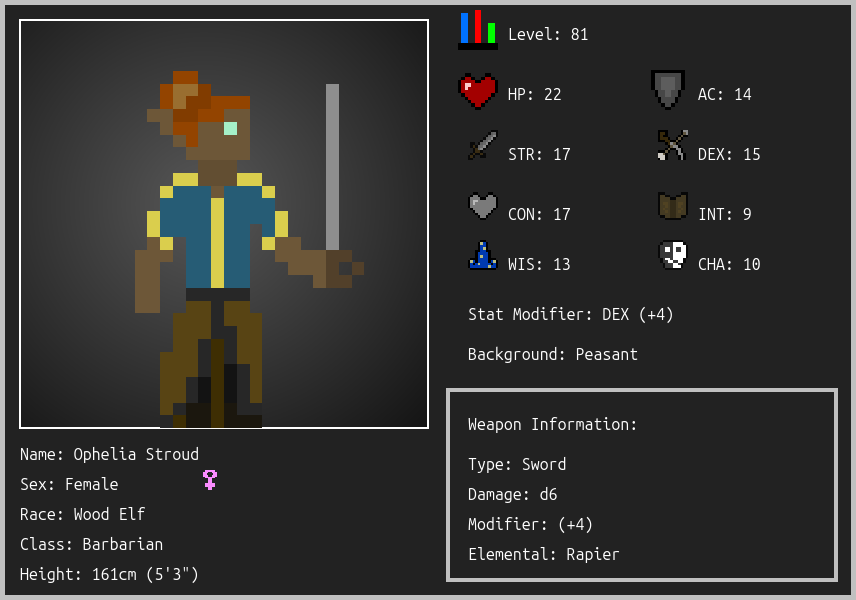 Level: 81
HP: 22
AC: 14
STR: 17
DEX: 15
CON: 17
INT: 9
WIS: 13
CHA: 10
Stat Modifier: DEX (+4)
Background: Peasant
Weapon Information:
Type: Sword
Damage: d6
Modifier: (+4)
Elemental: Rapier
Name: Ophelia Stroud
Sex: Female
Race: Wood Elf
Class: Barbarian
Height: 161cm (5'3")